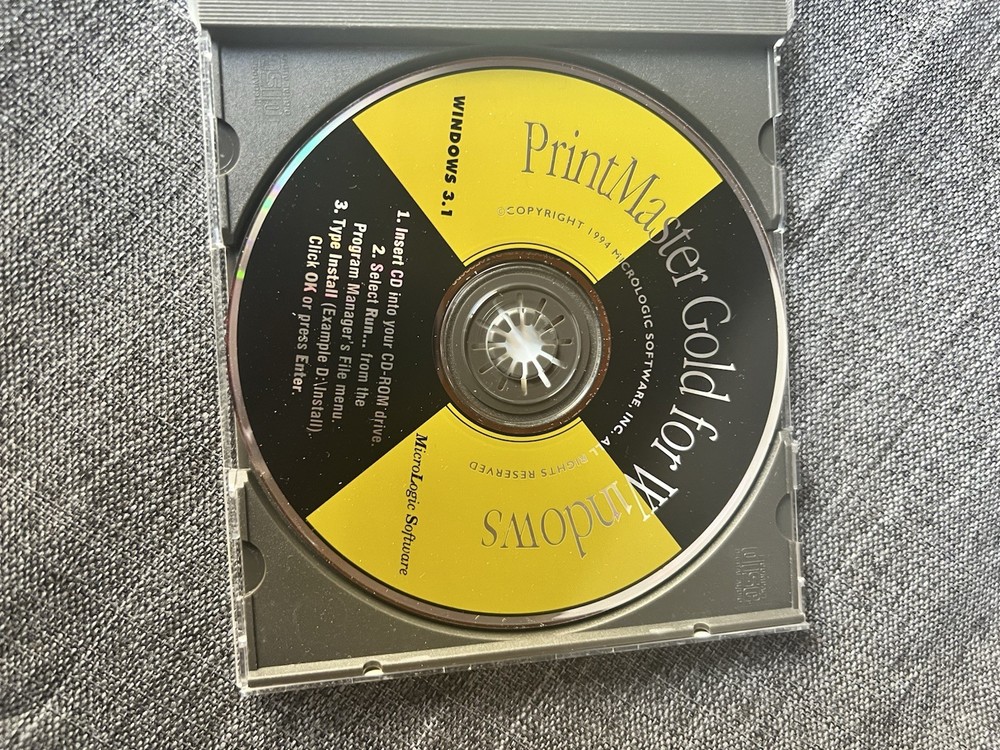 PrintMaster Gold for Windows
©COPYRIGHT 1994 MICROLOGIC SOFTWARE, INC. ALL RIGHTS RESERVED
WINDOWS 3.1
MicroLogic Software
1. Insert CD into your CD-ROM drive.
2. Select Run... from the
Program Manager's File menu.
3. Type Install (Example D:\Install).
Click OK or press Enter.